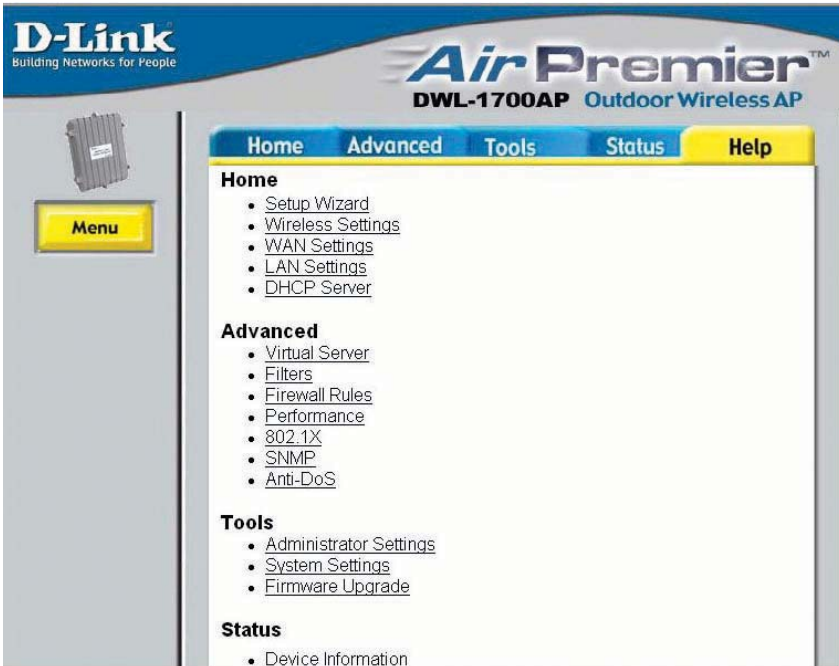 D-Link
Building Networks for People
Air Premier™
DWL-1700AP Outdoor Wireless AP
Home Advanced Tools Status Help
Menu
Home
• Setup Wizard
• Wireless Settings
• WAN Settings
• LAN Settings
• DHCP Server
Advanced
• Virtual Server
• Filters
• Firewall Rules
• Performance
• 802.1X
• SNMP
• Anti-DoS
Tools
• Administrator Settings
• System Settings
• Firmware Upgrade
Status
• Device Information